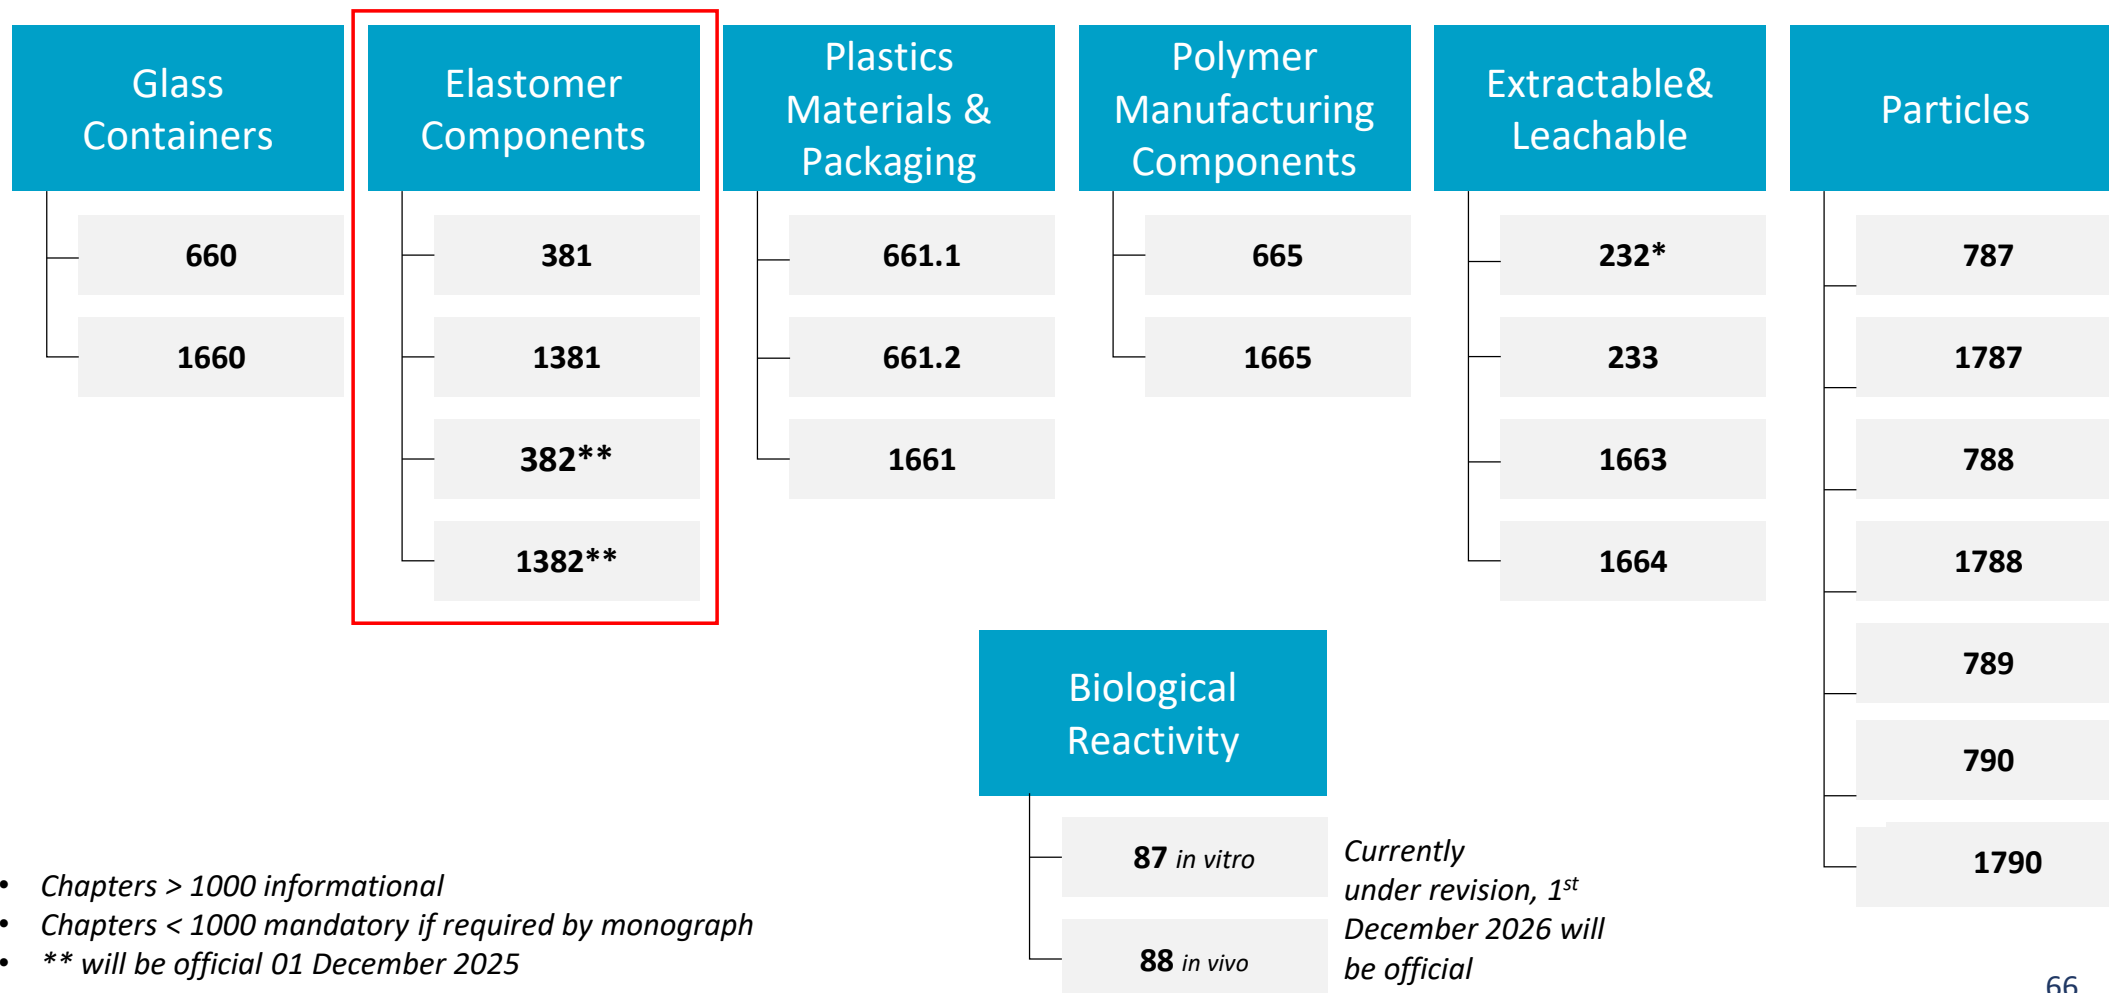 Glass
Containers
660
1660
Elastomer
Components
381
1381
382**
1382**
Plastics
Materials &
Packaging
661.1
661.2
1661
Polymer
Manufacturing
Components
665
1665
Extractable&
Leachable
232*
233
1663
1664
Particles
787
1787
788
1788
789
790
1790
Biological
Reactivity
87 in vitro
88 in vivo
Currently
under revision, 1st
December 2026 will
be official
• Chapters > 1000 informational
• Chapters < 1000 mandatory if required by monograph
• ** will be official 01 December 2025
66